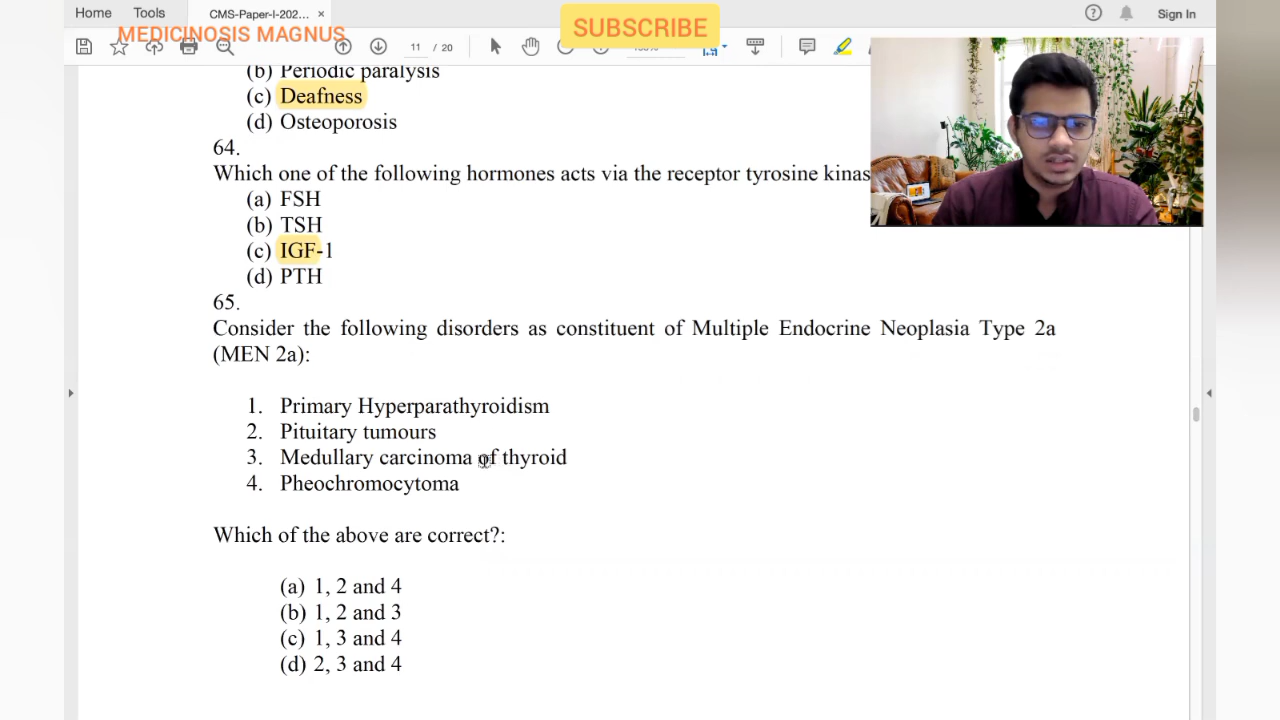 Home Tools CMS-Paper-I-202... × Sign In
MEDICINOSIS MAGNUS
SUBSCRIBE
11 / 20
(b) Periodic paralysis
(c) Deafness
(d) Osteoporosis
64.
Which one of the following hormones acts via the receptor tyrosine kinas
(a) FSH
(b) TSH
(c) IGF-1
(d) PTH
65.
Consider the following disorders as constituent of Multiple Endocrine Neoplasia Type 2a
(MEN 2a):
1. Primary Hyperparathyroidism
2. Pituitary tumours
3. Medullary carcinoma of thyroid
4. Pheochromocytoma
Which of the above are correct?:
(a) 1, 2 and 4
(b) 1, 2 and 3
(c) 1, 3 and 4
(d) 2, 3 and 4